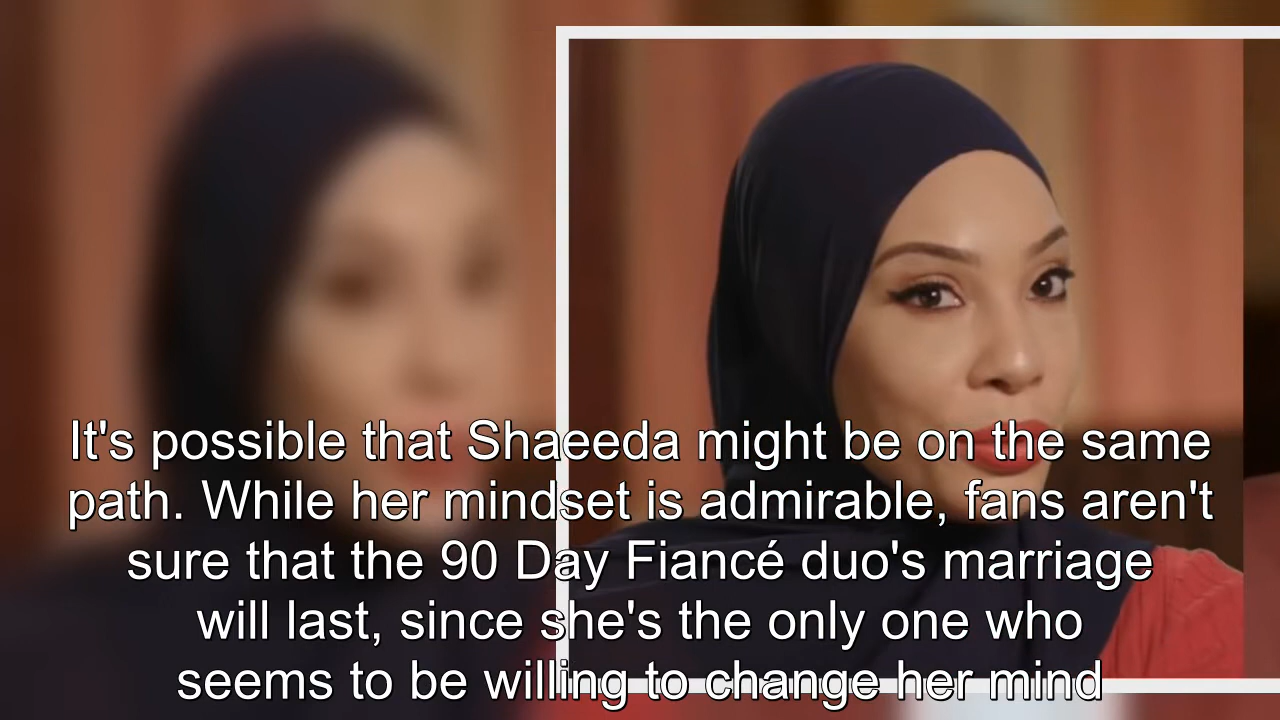 It's possible that Shaeeda might be on the same
path. While her mindset is admirable, fans aren't
sure that the 90 Day Fiancé duo's marriage
will last, since she's the only one who
seems to be willing to change her mind